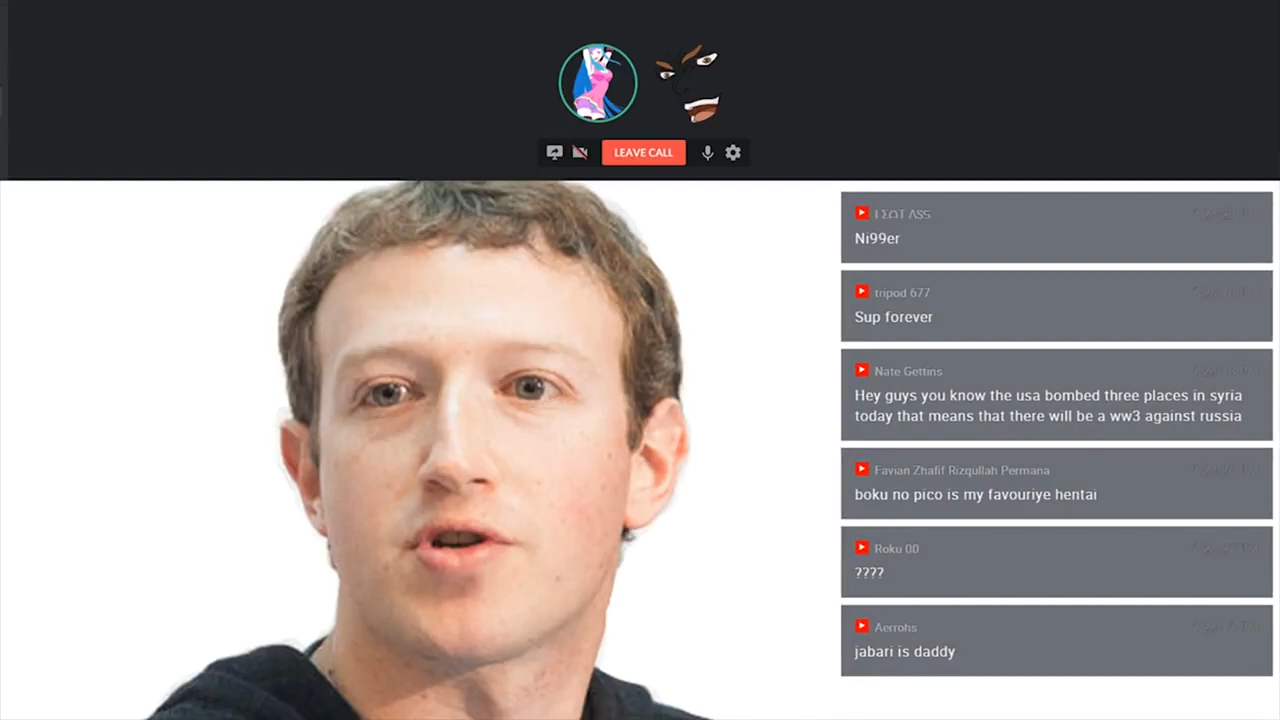 LEAVE CALL
LΣΩT ΛSS
Ni99er
tripod 677
Sup forever
Nate Gettins
Hey guys you know the usa bombed three places in syria
today that means that there will be a ww3 against russia
Favian Zhafif Rizqullah Permana
boku no pico is my favouriye hentai
Roku 00
????
Aerrohs
jabari is daddy